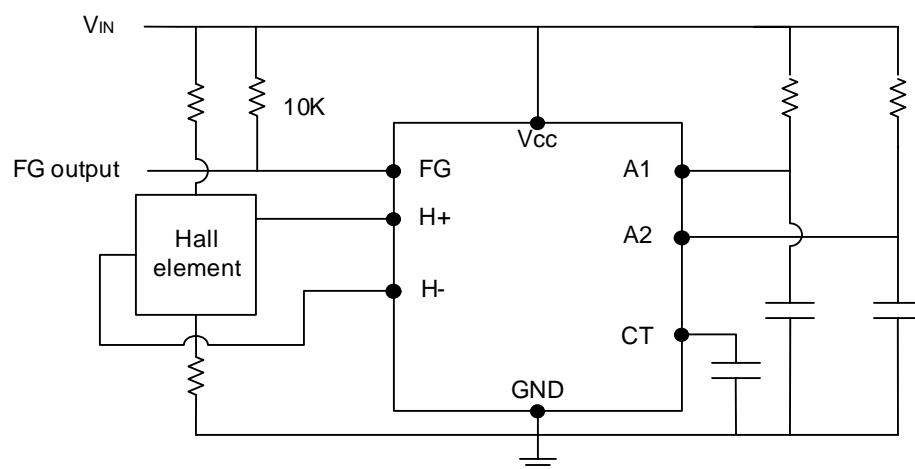 VIN
10K
Vcc
FG output
FG
A1
H+
Hall
element
A2
H-
CT
GND